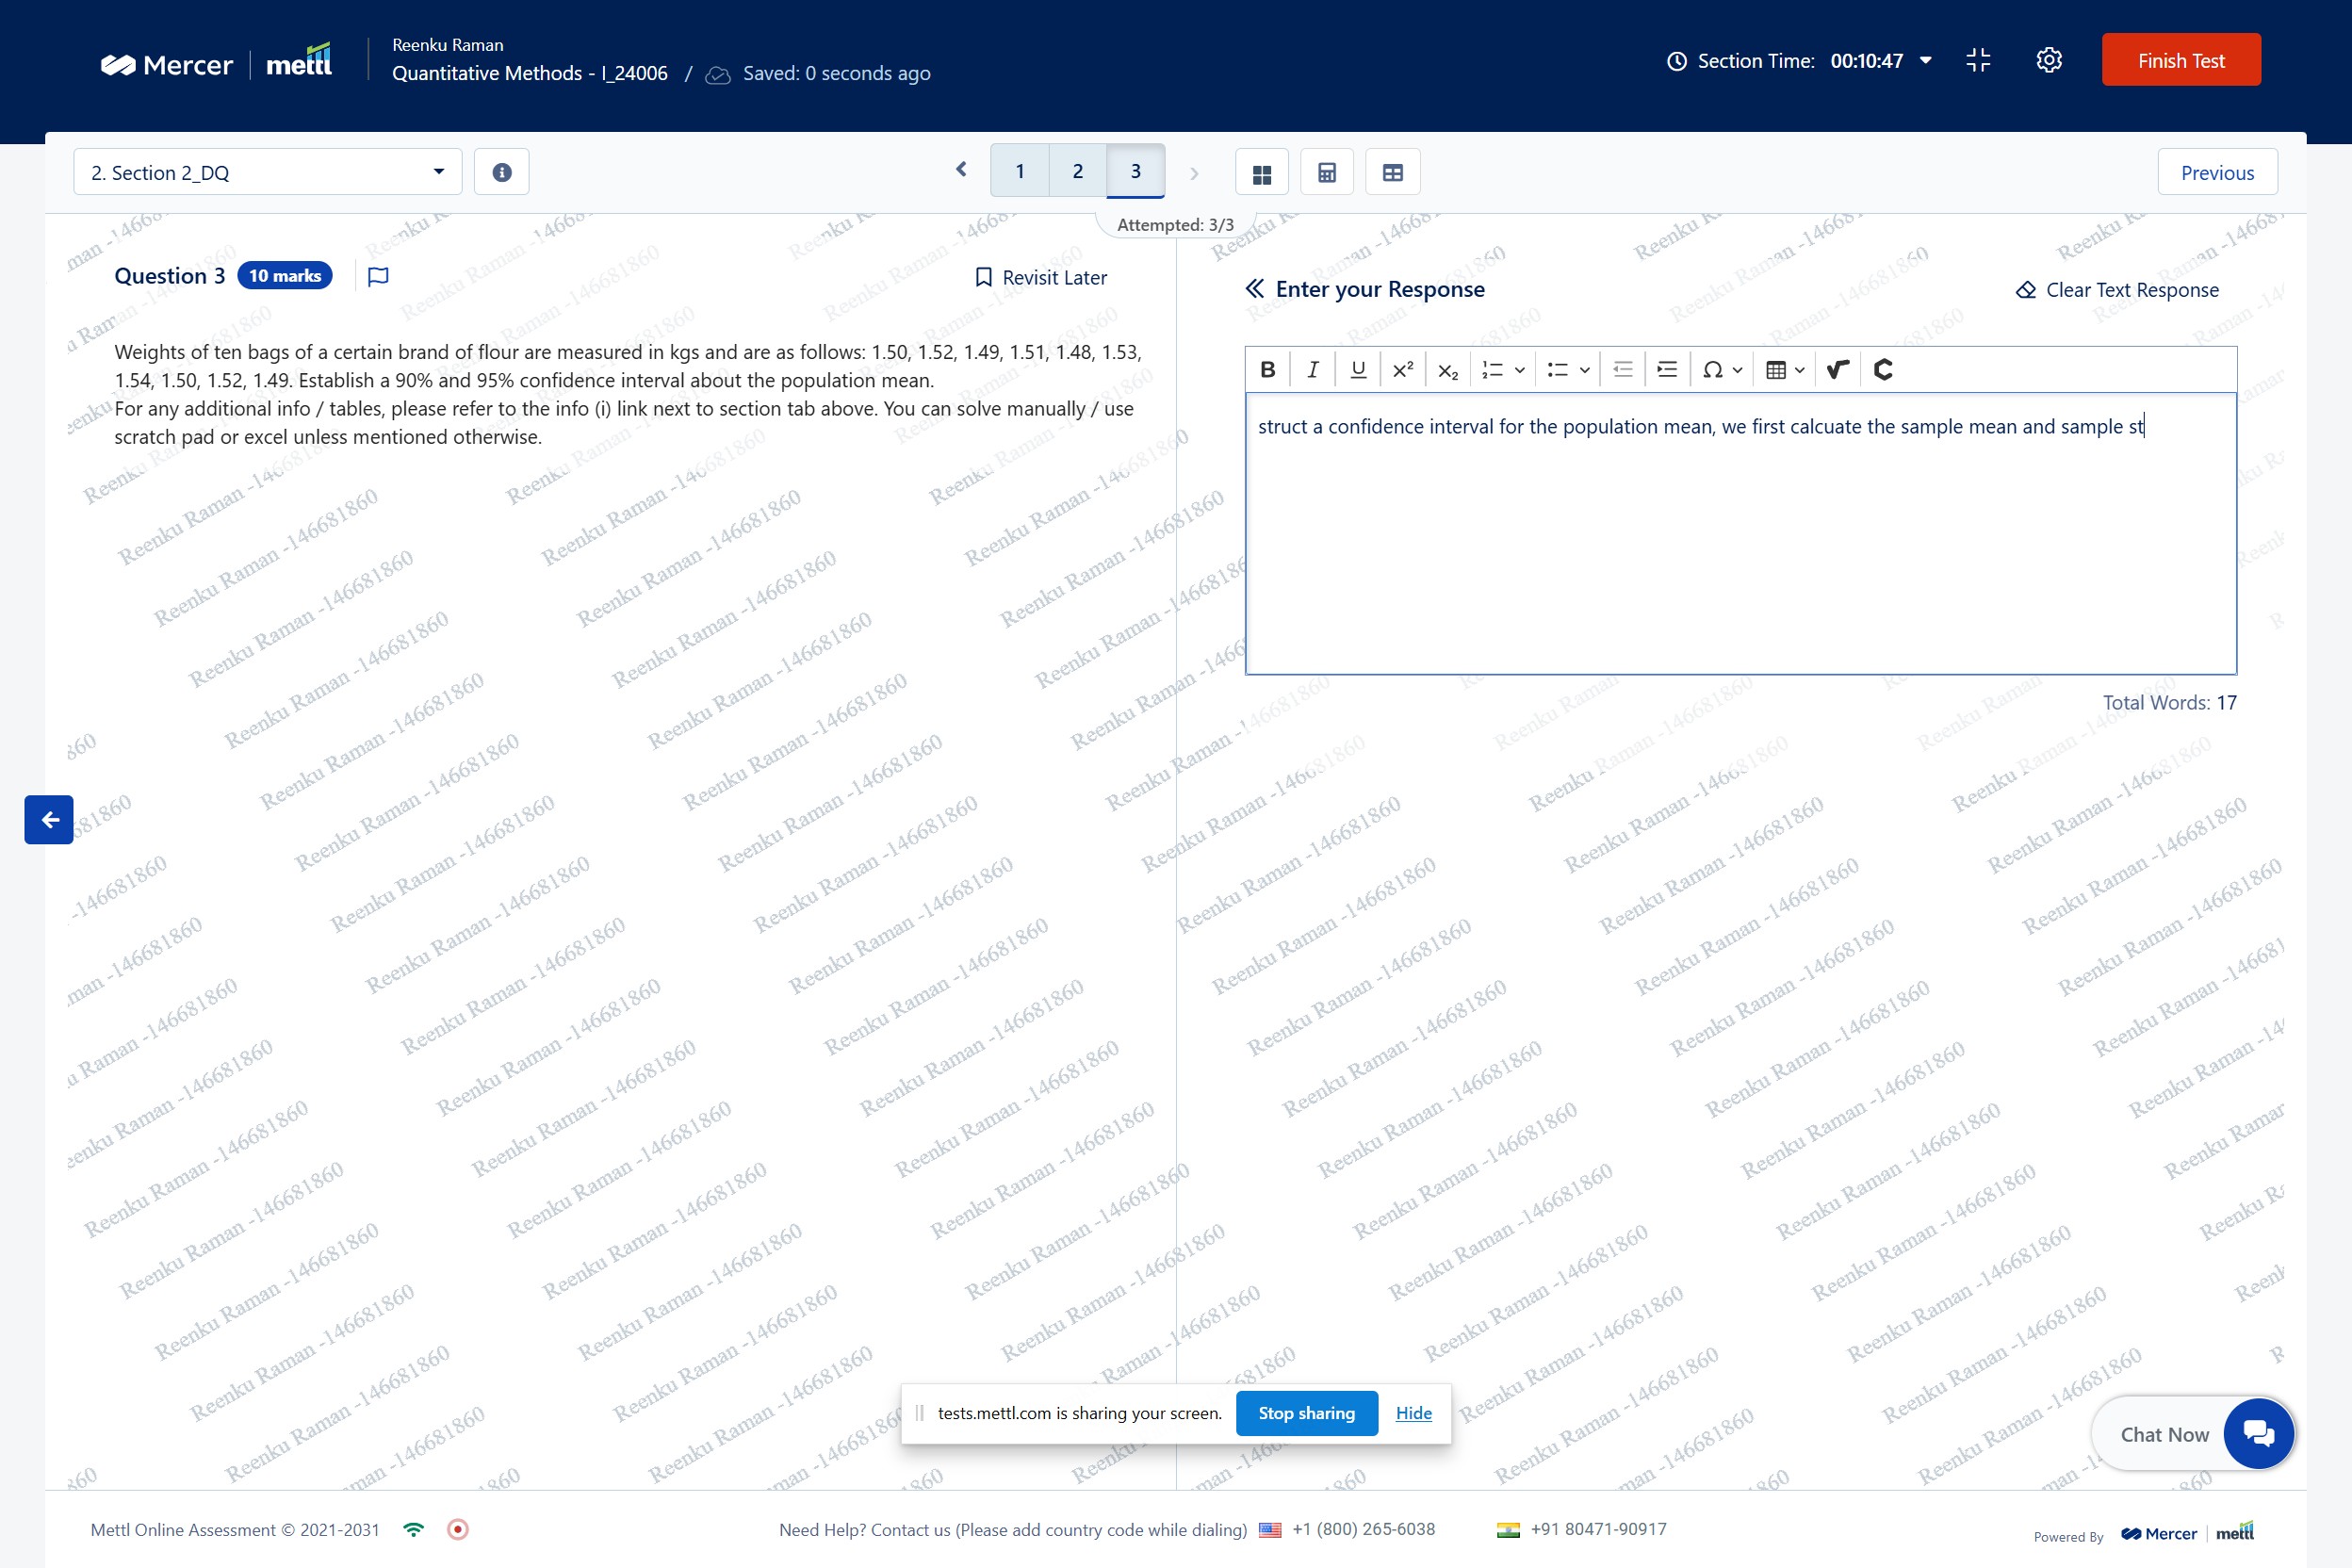 Mercer | mettl
Reenku Raman
Quantitative Methods - I_24006 / Saved: 0 seconds ago
Section Time: 00:10:47
Finish Test
2. Section 2_DQ
1 2 3
Previous
Attempted: 3/3
Question 3 10 marks
Revisit Later
Weights of ten bags of a certain brand of flour are measured in kgs and are as follows: 1.50, 1.52, 1.49, 1.51, 1.48, 1.53,
1.54, 1.50, 1.52, 1.49. Establish a 90% and 95% confidence interval about the population mean.
For any additional info / tables, please refer to the info (i) link next to section tab above. You can solve manually / use
scratch pad or excel unless mentioned otherwise.
Enter your Response
Clear Text Response
struct a confidence interval for the population mean, we first calcuate the sample mean and sample st
Total Words: 17
Reenku Raman -146681860
tests.mettl.com is sharing your screen.
Stop sharing
Hide
Chat Now
Mettl Online Assessment © 2021-2031
Need Help? Contact us (Please add country code while dialing) +1 (800) 265-6038 +91 80471-90917
Powered By Mercer | mettl